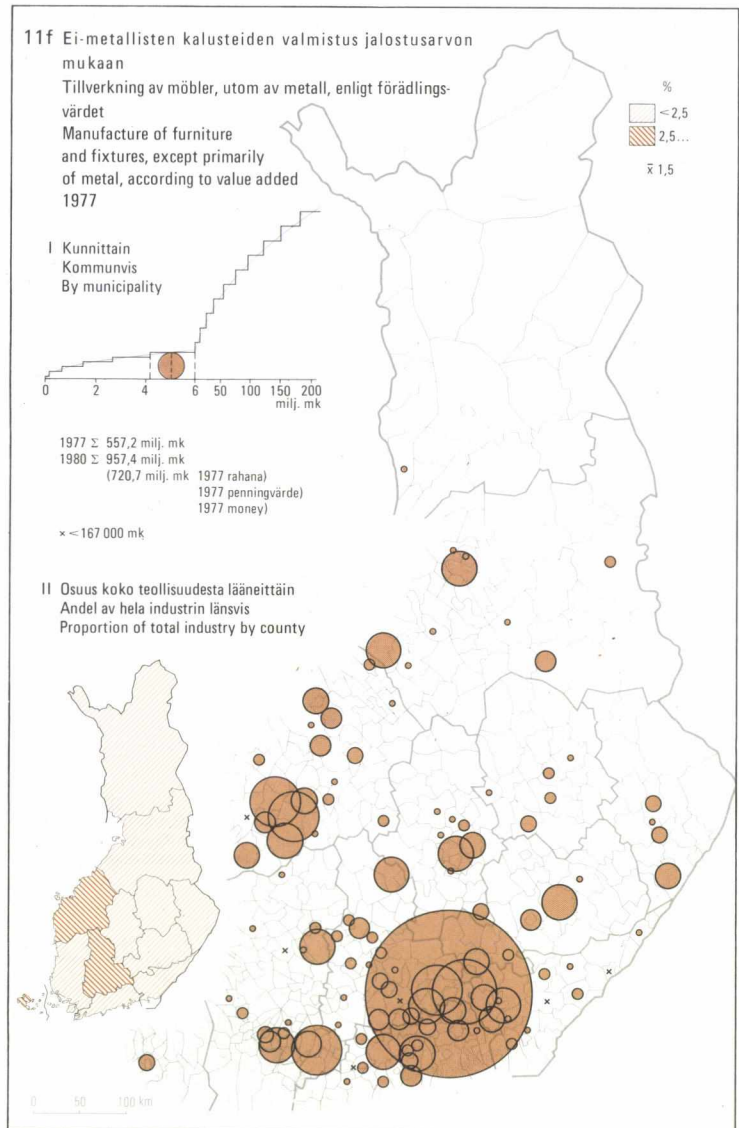 11f Ei-metallisten kalusteiden valmistus jalostusarvon
mukaan
Tillverkning av möbler, utom av metall, enligt förädlings-
värdet
Manufacture of furniture
and fixtures, except primarily
of metal, according to value added
1977
%
<2,5
2,5...
x̄ 1,5
I Kunnittain
Kommunvis
By municipality
0 2 4 6 50 100 150 200
milj. mk
1977 Σ 557,2 milj. mk
1980 Σ 957,4 milj. mk
(720,7 milj. mk 1977 rahana)
1977 penningvärde)
1977 money)
× <167 000 mk
II Osuus koko teollisuudesta lääneittäin
Andel av hela industrin länsvis
Proportion of total industry by county
0 50 100 km